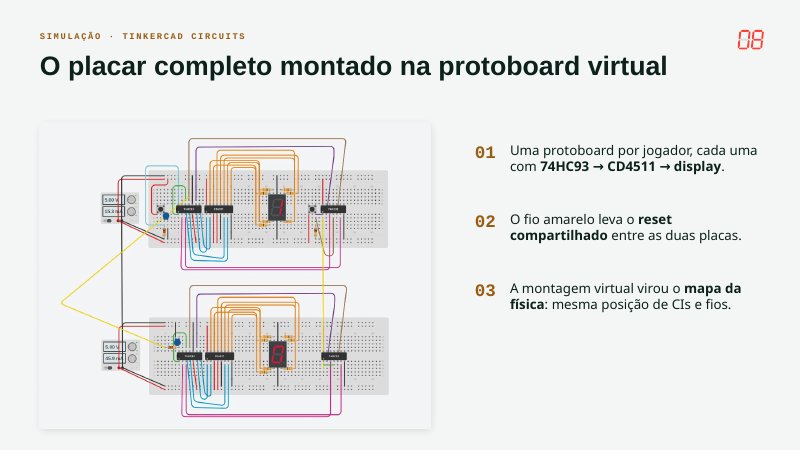 SIMULAÇÃO · TINKERCAD CIRCUITS
08
O placar completo montado na protoboard virtual
01 Uma protoboard por jogador, cada uma
com 74HC93 → CD4511 → display.
02 O fio amarelo leva o reset
compartilhado entre as duas placas.
03 A montagem virtual virou o mapa da
física: mesma posição de CIs e fios.
5.00 V
5.00 V